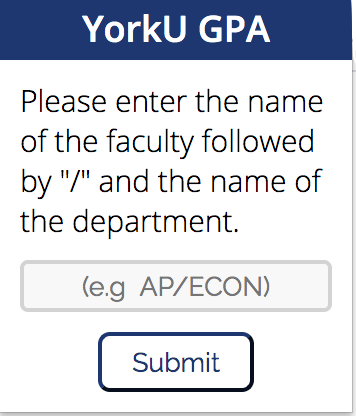 YorkU GPA
Please enter the name
of the faculty followed
by "/" and the name of
the department.
(e.g AP/ECON)
Submit